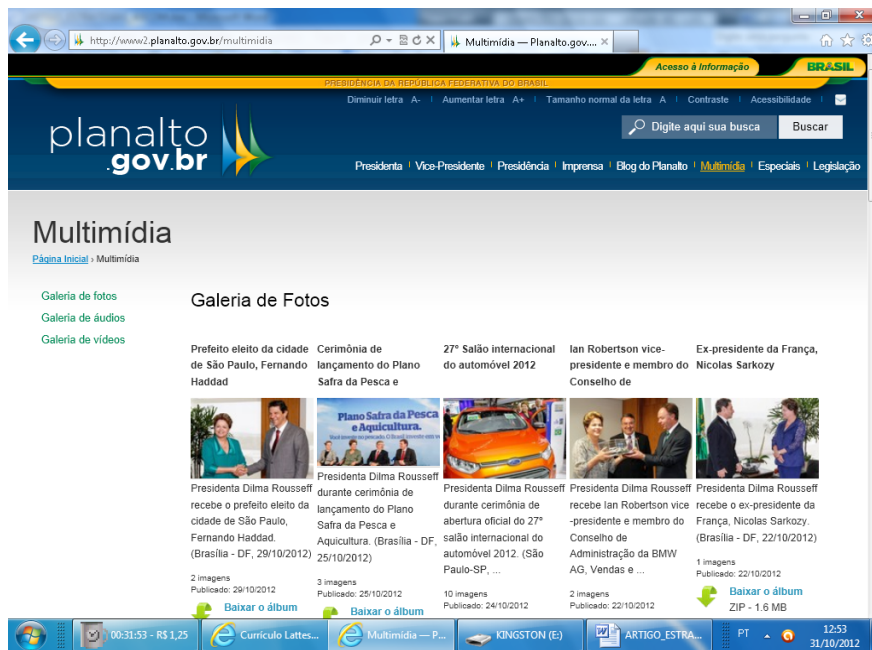 http://www2.planalto.gov.br/multimidia
Multimídia — Planalto.gov....
Acesso à Informação
BRASIL
PRESIDÊNCIA DA REPÚBLICA FEDERATIVA DO BRASIL
Diminuir letra A- Aumentar letra A+ Tamanho normal da letra A Contraste Acessibilidade
planalto
.gov.br
Digite aqui sua busca
Buscar
Presidenta Vice-Presidente Presidência Imprensa Blog do Planalto Multimídia Especiais Legislação
Multimídia
Página Inicial › Multimídia
Galeria de fotos
Galeria de áudios
Galeria de vídeos
Galeria de Fotos
Prefeito eleito da cidade
de São Paulo, Fernando
Haddad
Presidenta Dilma Rousseff
recebe o prefeito eleito da
cidade de São Paulo,
Fernando Haddad.
(Brasília - DF, 29/10/2012)
2 imagens
Publicado: 29/10/2012
Baixar o álbum
Cerimônia de
lançamento do Plano
Safra da Pesca e
Plano Safra da Pesca
e Aquicultura.
Presidenta Dilma Rousseff
durante cerimônia de
lançamento do Plano
Safra da Pesca e
Aquicultura. (Brasília - DF,
25/10/2012)
3 imagens
Publicado: 25/10/2012
Baixar o álbum
27º Salão internacional
do automóvel 2012
Presidenta Dilma Rousseff
durante cerimônia de
abertura oficial do 27º
salão internacional do
automóvel 2012. (São
Paulo-SP, ...
10 imagens
Publicado: 24/10/2012
Ian Robertson vice-
presidente e membro do
Conselho de
Presidenta Dilma Rousseff
recebe Ian Robertson vice
-presidente e membro do
Conselho de
Administração da BMW
AG, Vendas e ...
2 imagens
Publicado: 22/10/2012
Ex-presidente da França,
Nicolas Sarkozy
Presidenta Dilma Rousseff
recebe o ex-presidente da
França, Nicolas Sarkozy.
(Brasília - DF, 22/10/2012)
1 imagens
Publicado: 22/10/2012
Baixar o álbum
ZIP - 1.6 MB
00:31:53 - R$ 1,25
Currículo Lattes...
Multimídia — P...
KINGSTON (E:)
ARTIGO_ESTRA...
PT
12:53
31/10/2012